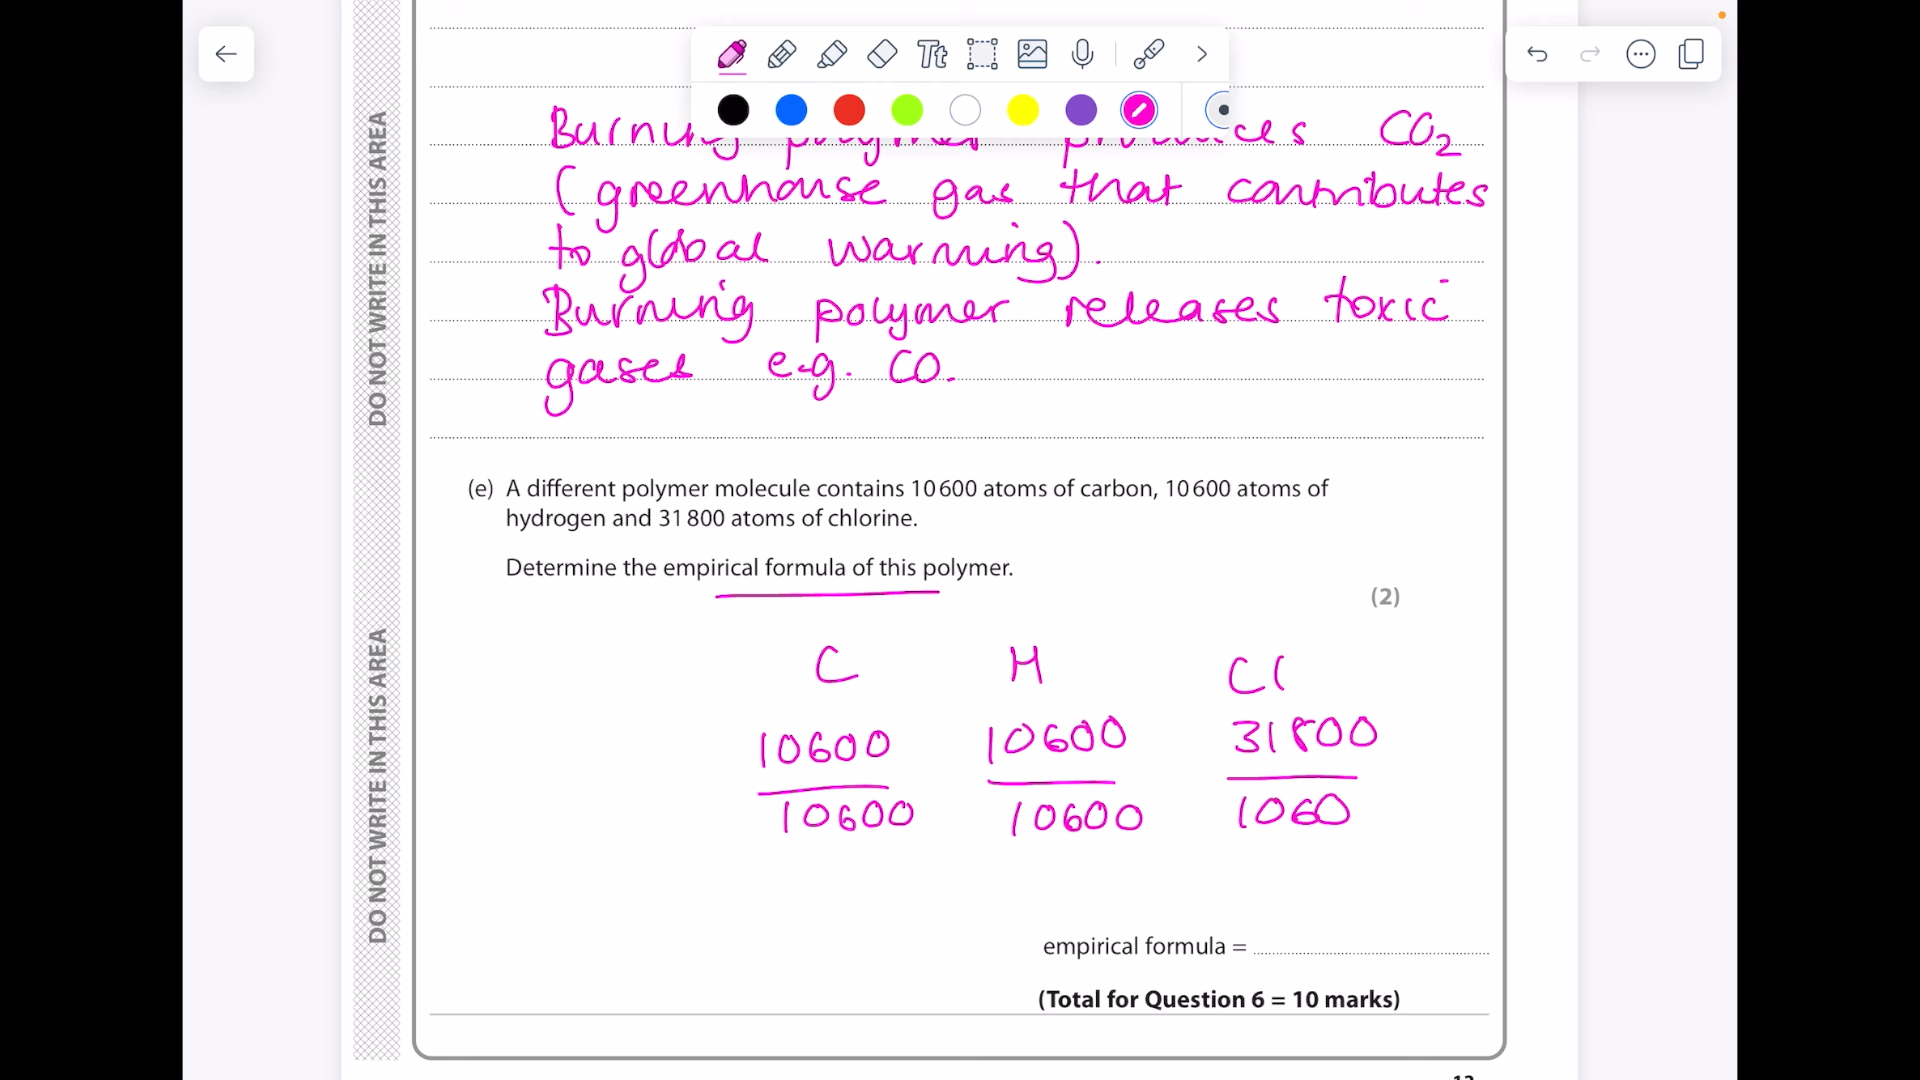 Tt
Burning polymer produces CO2
(greenhouse gas that contributes
to global warming).
Burning polymer releases toxic
gases e.g. CO.
(e) A different polymer molecule contains 10 600 atoms of carbon, 10 600 atoms of
hydrogen and 31 800 atoms of chlorine.
Determine the empirical formula of this polymer.
(2)
C H Cl
10600 10600 31800
10600 10600 1060
empirical formula =
(Total for Question 6 = 10 marks)
DO NOT WRITE IN THIS AREA
DO NOT WRITE IN THIS AREA